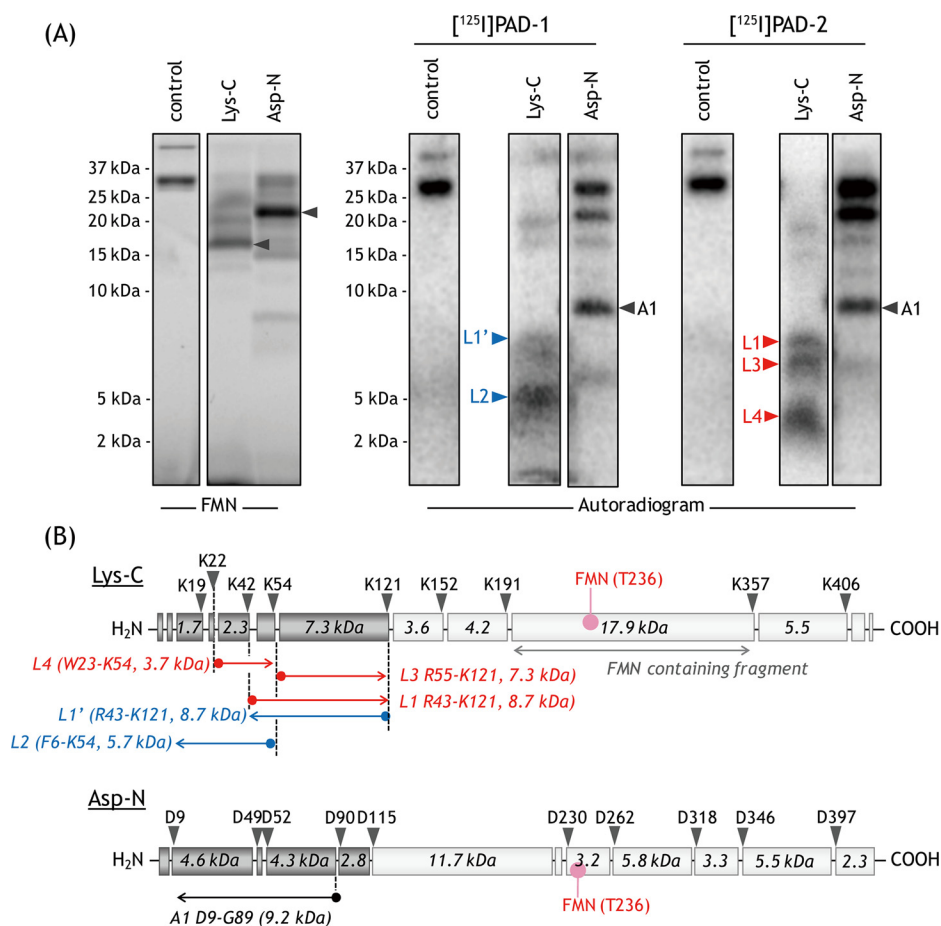 (A)
[¹²⁵I]PAD-1
[¹²⁵I]PAD-2
control
Lys-C
Asp-N
control
Lys-C
Asp-N
control
Lys-C
Asp-N
37 kDa -
25 kDa -
20 kDa -
15 kDa -
10 kDa -
5 kDa -
2 kDa -
37 kDa -
25 kDa -
20 kDa -
15 kDa -
10 kDa -
5 kDa -
2 kDa -
A1
L1'
L2
A1
L1
L3
L4
FMN
Autoradiogram
(B)
Lys-C
K19
K22
K42
K54
K121
K152
K191
FMN (T236)
K357
K406
H₂N
1.7
2.3
7.3 kDa
3.6
4.2
17.9 kDa
5.5
COOH
L4 (W23-K54, 3.7 kDa)
L3 R55-K121, 7.3 kDa)
FMN containing fragment
L1 R43-K121, 8.7 kDa)
L1' (R43-K121, 8.7 kDa)
L2 (F6-K54, 5.7 kDa)
Asp-N
D9
D49
D52
D90
D115
D230
D262
D318
D346
D397
H₂N
4.6 kDa
4.3 kDa
2.8
11.7 kDa
3.2
5.8 kDa
3.3
5.5 kDa
2.3
COOH
A1 D9-G89 (9.2 kDa)
FMN (T236)